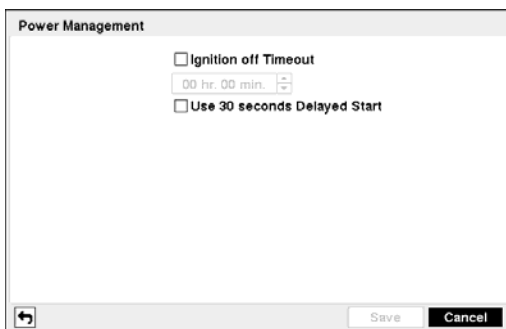 Power Management
Ignition off Timeout
00 hr. 00 min.
Use 30 seconds Delayed Start
Save Cancel